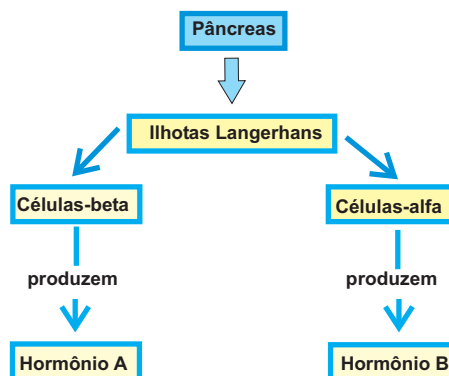 Pâncreas
Ilhotas Langerhans
Células-beta
Células-alfa
produzem
produzem
Hormônio A
Hormônio B